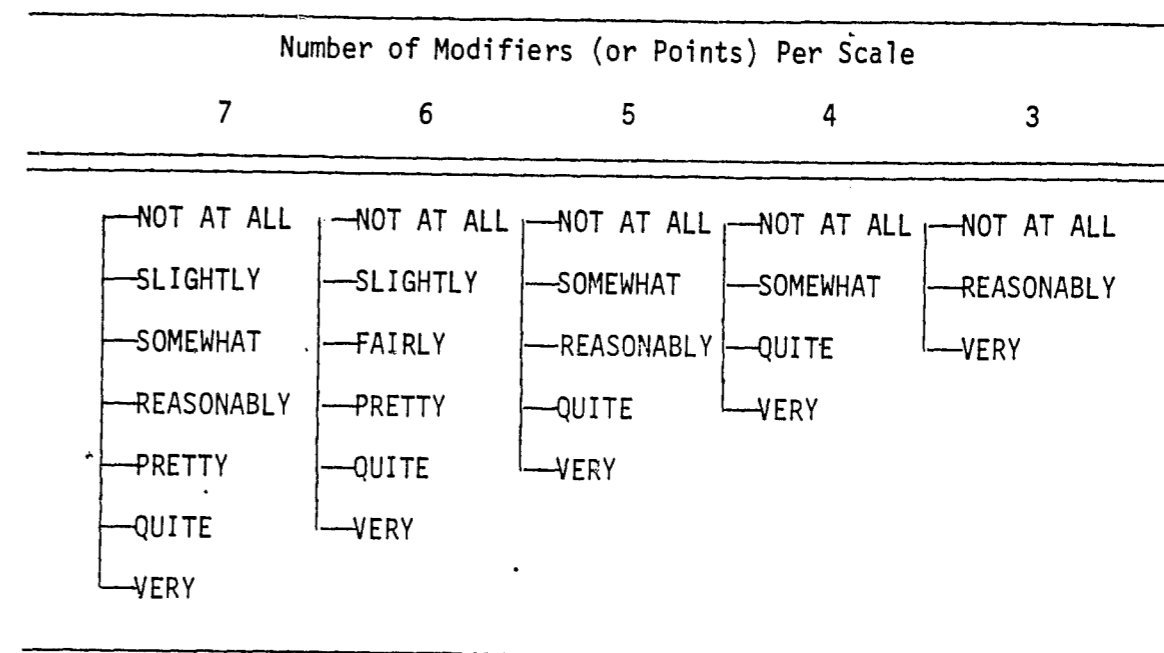 Number of Modifiers (or Points) Per Scale
7 6 5 4 3
NOT AT ALL NOT AT ALL NOT AT ALL NOT AT ALL NOT AT ALL
SLIGHTLY SLIGHTLY SOMEWHAT SOMEWHAT REASONABLY
SOMEWHAT FAIRLY REASONABLY QUITE VERY
REASONABLY PRETTY QUITE VERY
PRETTY QUITE VERY
QUITE VERY
VERY